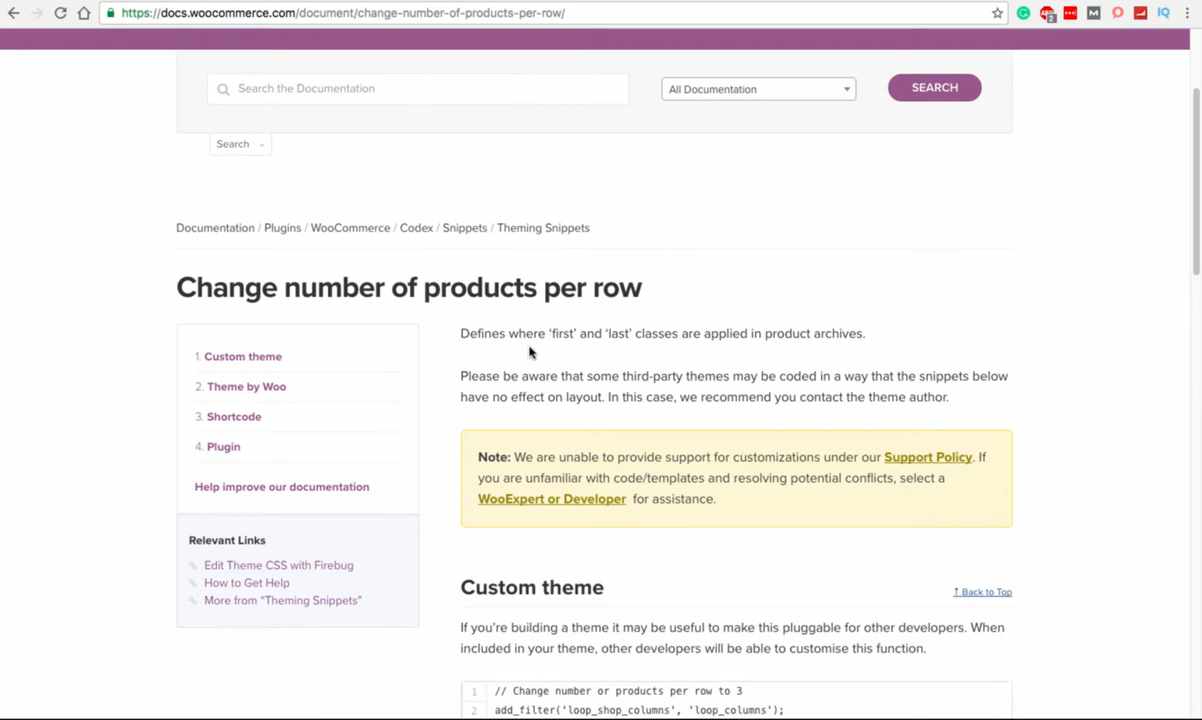 https://docs.woocommerce.com/document/change-number-of-products-per-row/
2
M
IQ
Search the Documentation
All Documentation
SEARCH
Search
Documentation / Plugins / WooCommerce / Codex / Snippets / Theming Snippets
Change number of products per row
1. Custom theme
2. Theme by Woo
3. Shortcode
4. Plugin
Help improve our documentation
Relevant Links
Edit Theme CSS with Firebug
How to Get Help
More from “Theming Snippets”
Defines where ‘first’ and ‘last’ classes are applied in product archives.
Please be aware that some third-party themes may be coded in a way that the snippets below
have no effect on layout. In this case, we recommend you contact the theme author.
Note: We are unable to provide support for customizations under our Support Policy. If
you are unfamiliar with code/templates and resolving potential conflicts, select a
WooExpert or Developer for assistance.
Custom theme
↑ Back to Top
If you’re building a theme it may be useful to make this pluggable for other developers. When
included in your theme, other developers will be able to customise this function.
1 // Change number or products per row to 3
2 add_filter('loop_shop_columns', 'loop_columns');